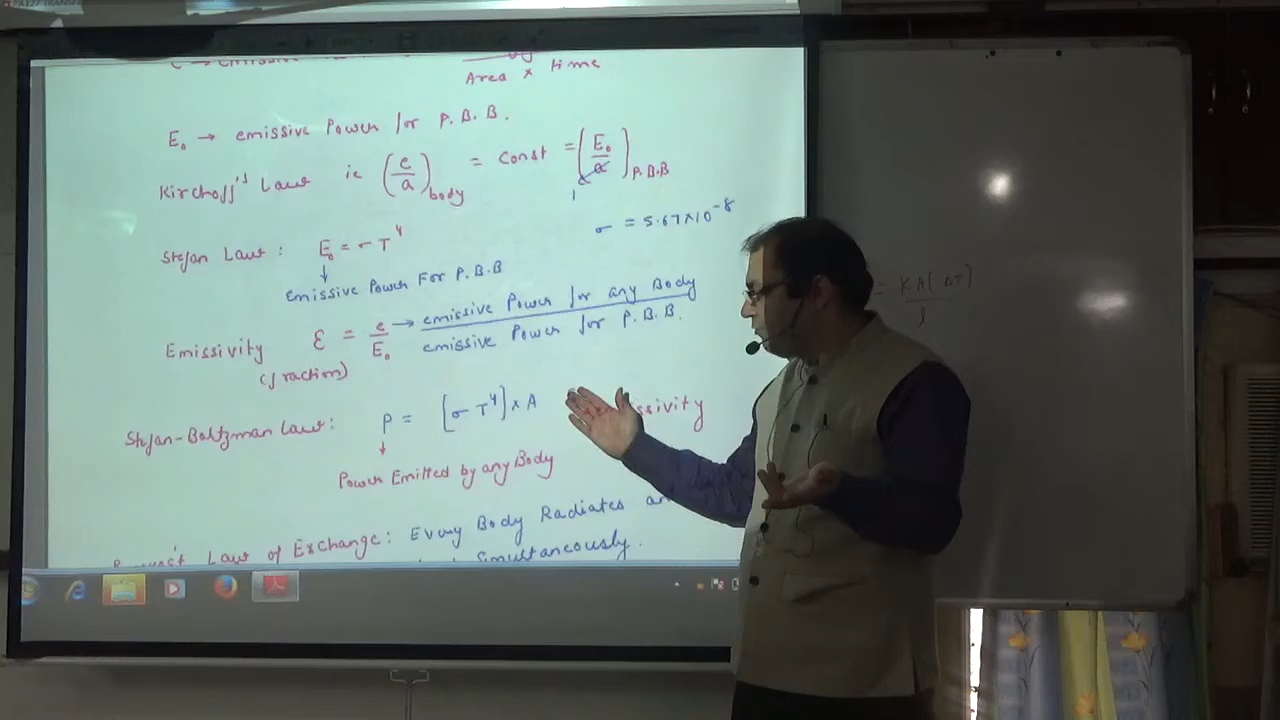 Area × time
E₀ → emissive Power for P.B.B.
Kirchoff's Law ie (e/a)body = Const = (E₀/a)P.B.B
1
σ = 5.67×10⁻⁸
Stefan Law: E₀ = σT⁴
↓
emissive Power For P.B.B
Emissivity ε = e/E₀ → emissive Power for any Body / emissive Power for P.B.B.
(fraction)
Stefan-Boltzman Law: P = [σT⁴] × A
↓
Power Emitted by any Body
Law of Exchange: Every Body Radiates
Simultaneously.
= KA(ΔT)/l